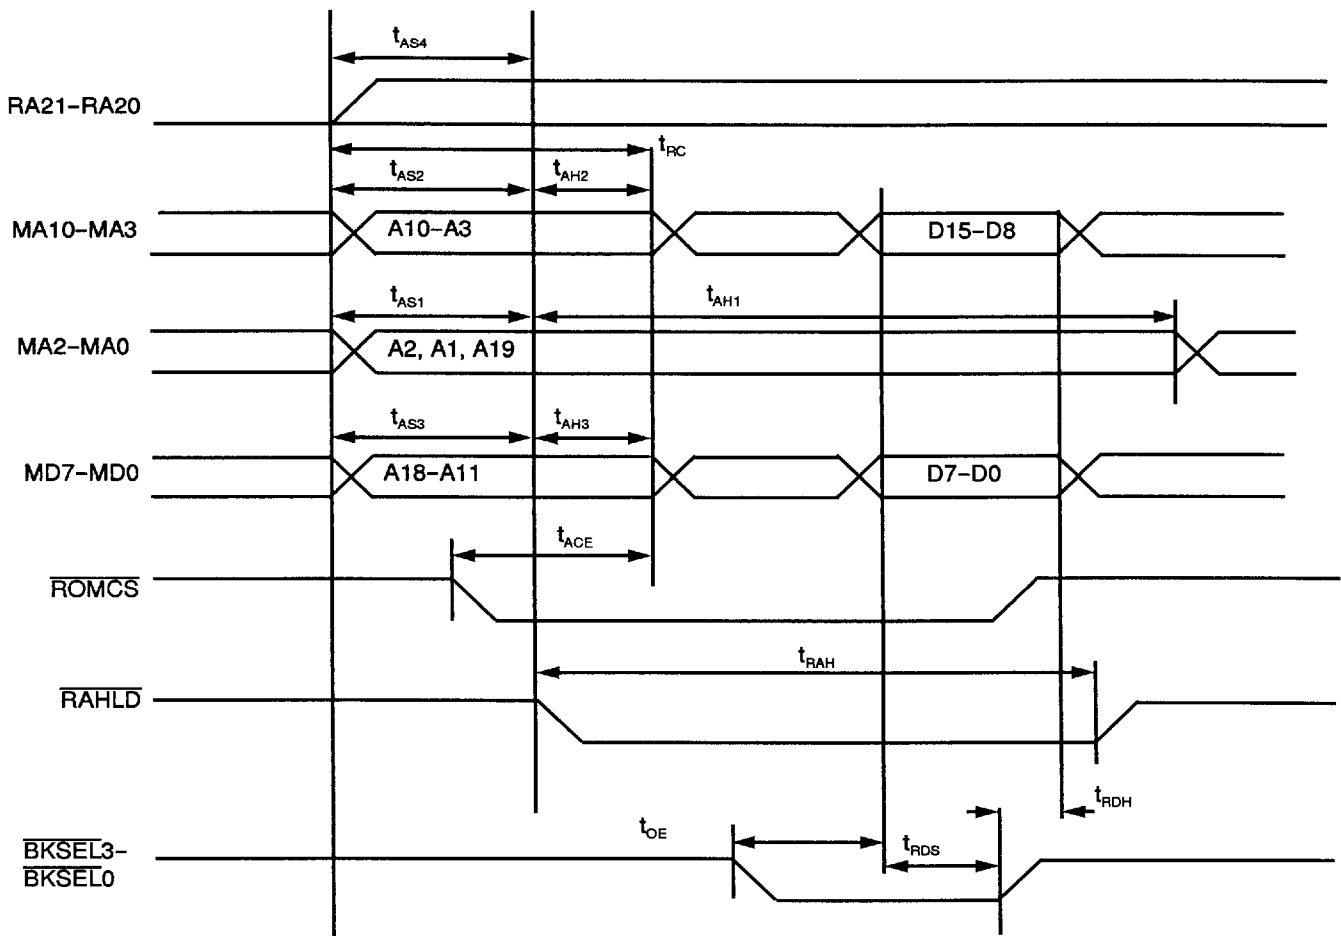 tAS4
RA21–RA20
tRC
tAS2
tAH2
MA10–MA3
A10–A3
D15–D8
tAS1
tAH1
MA2–MA0
A2, A1, A19
tAS3
tAH3
MD7–MD0
A18–A11
D7–D0
tACE
ROMCS
tRAH
RAHLD
tRDH
tOE
tRDS
BKSEL3–
BKSEL0